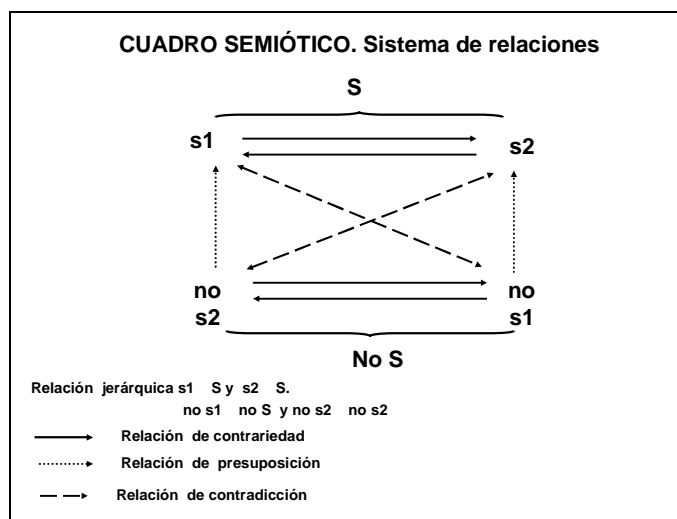 CUADRO SEMIÓTICO. Sistema de relaciones
S
s1
s2
no
s2
no
s1
No S
Relación jerárquica s1 S y s2 S.
no s1 no S y no s2 no s2
Relación de contrariedad
Relación de presuposición
Relación de contradicción